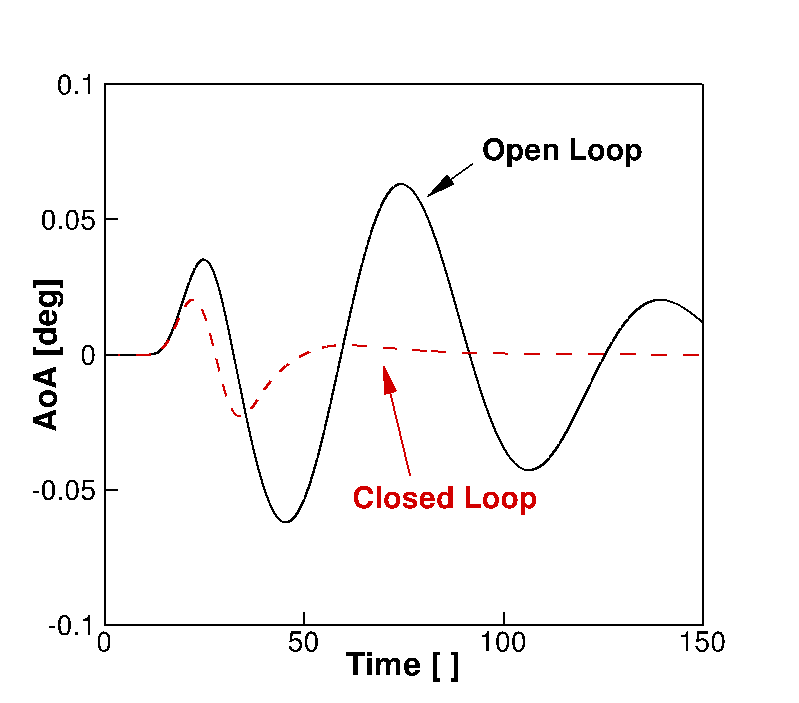 0.1
Open Loop
0.05
AoA [deg]
0
-0.05
Closed Loop
-0.1
0 50 100 150
Time [ ]